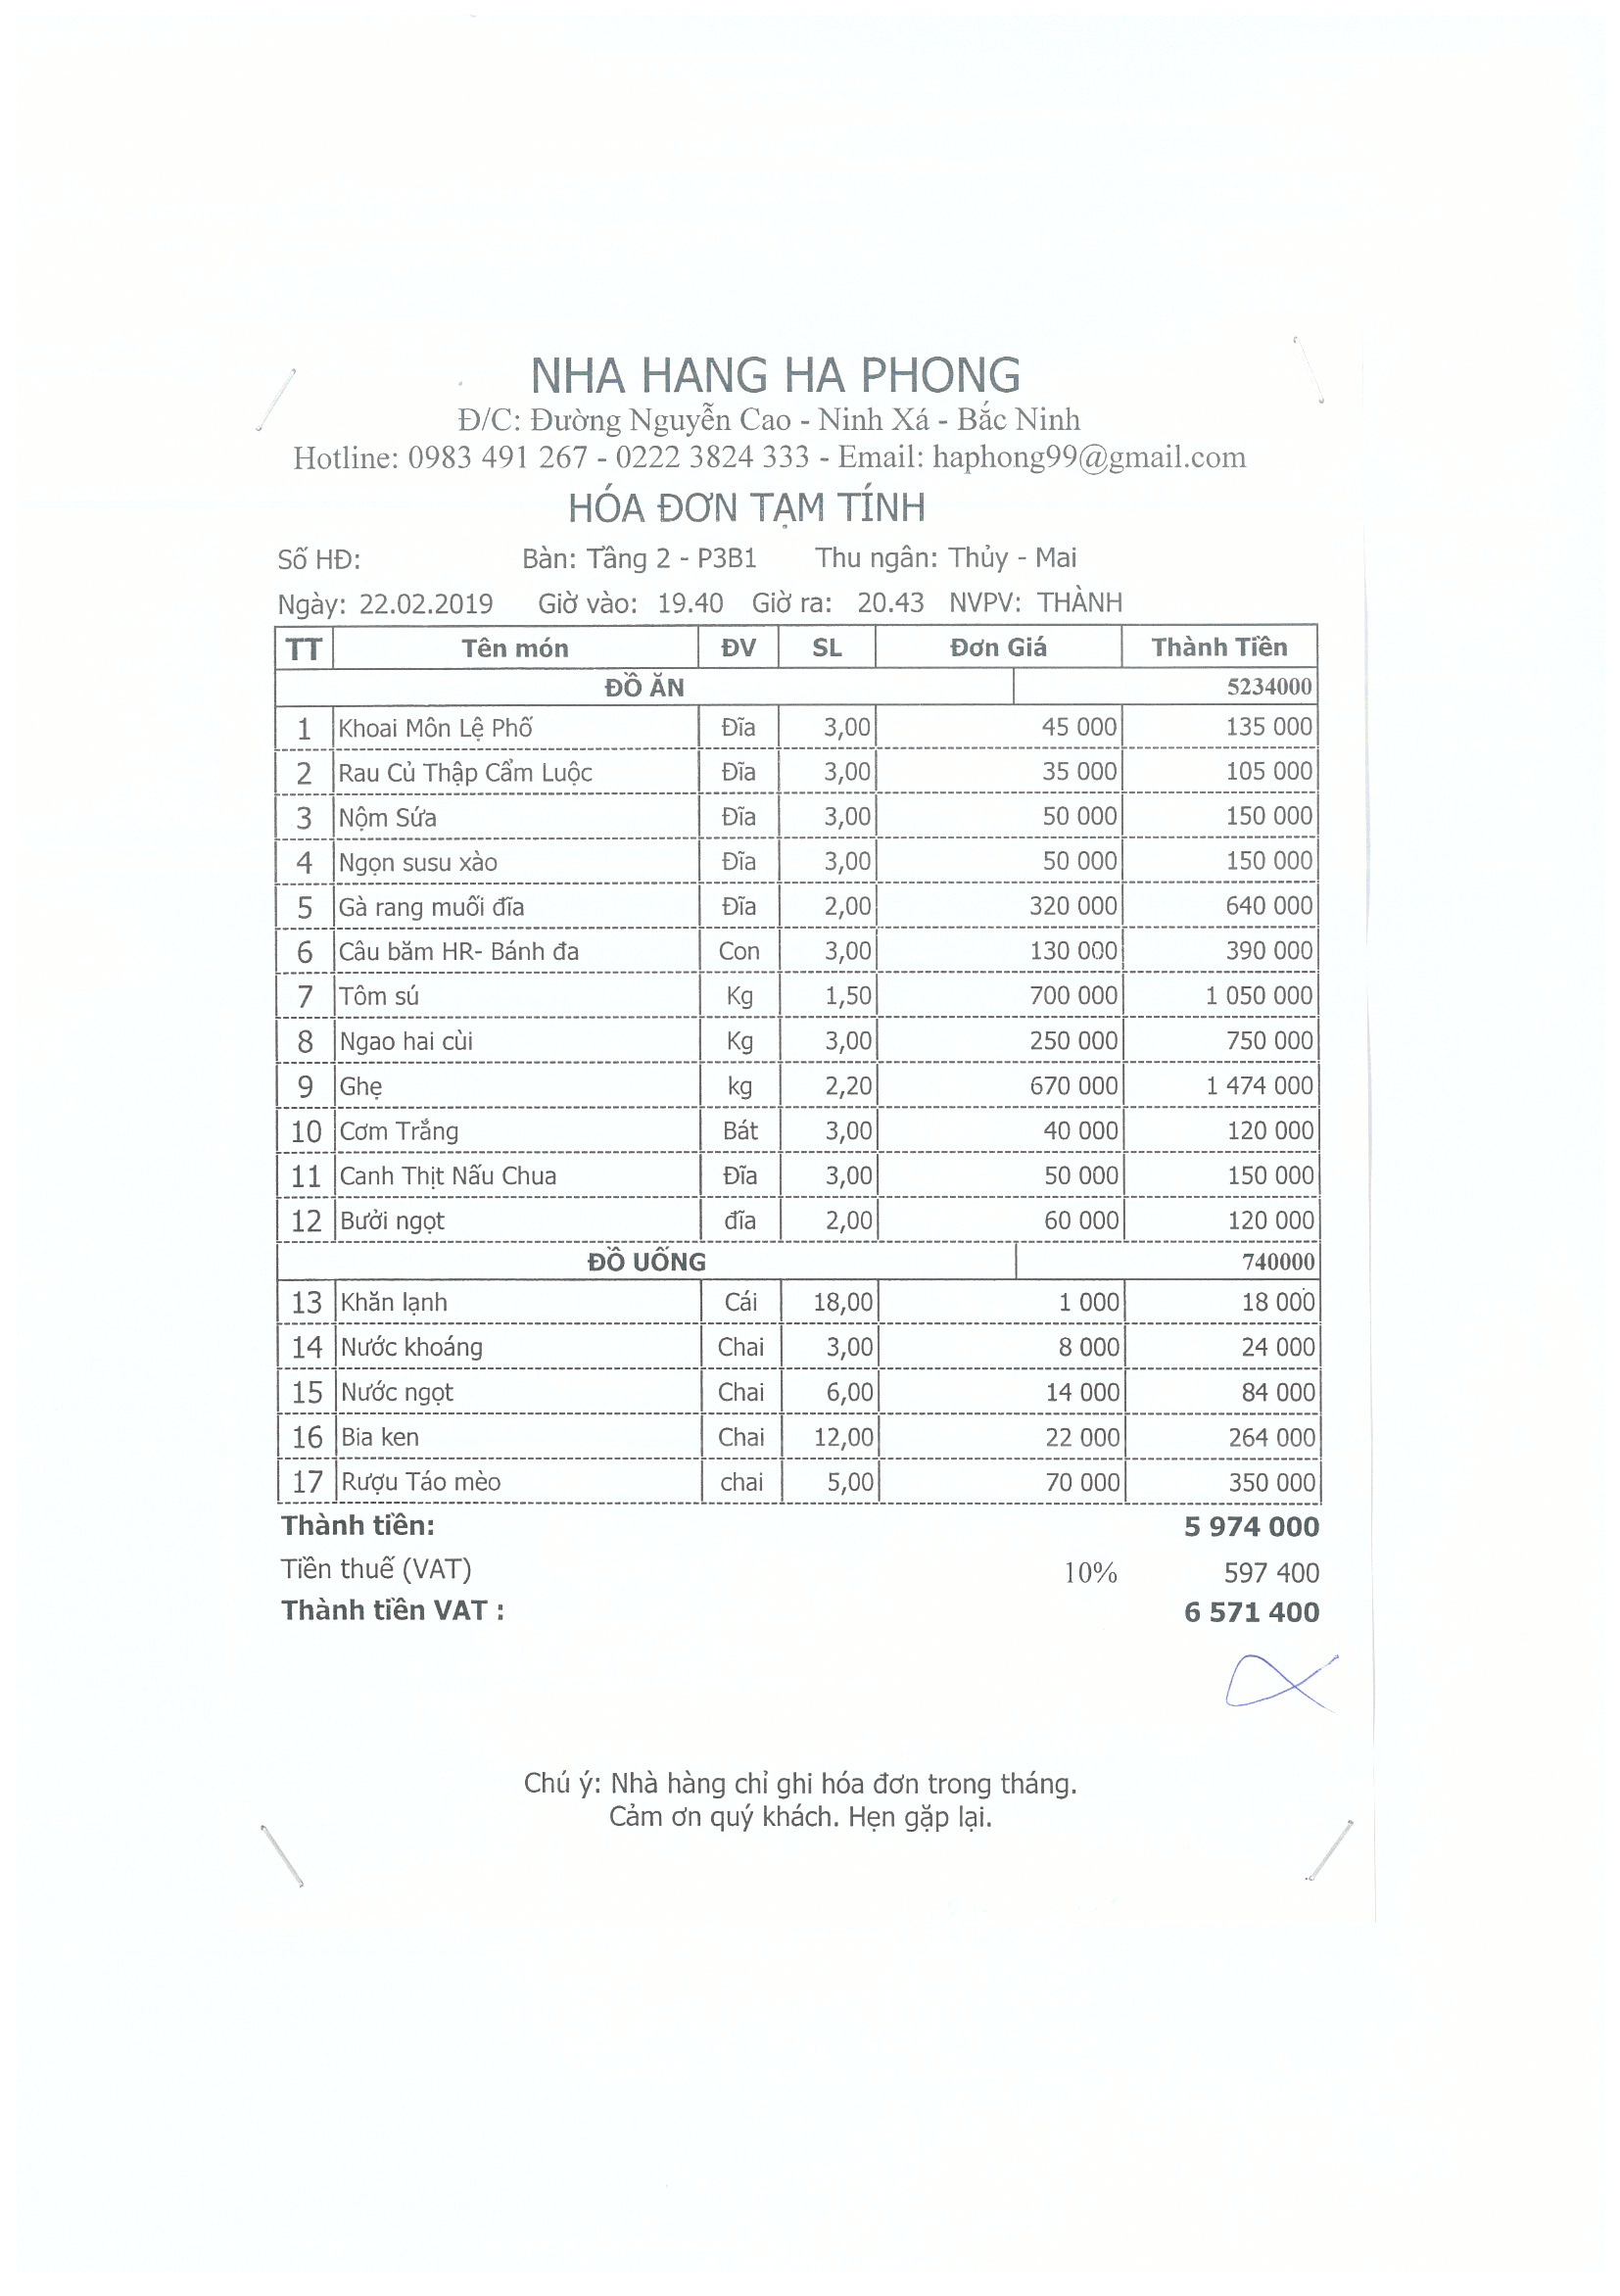 NHA HANG HA PHONG
Đ/C: Đường Nguyễn Cao - Ninh Xá - Bắc Ninh
Hotline: 0983 491 267 - 0222 3824 333 - Email: haphong99@gmail.com
HÓA ĐƠN TẠM TÍNH
Số HĐ: Bàn: Tầng 2 - P3B1 Thu ngân: Thủy - Mai
Ngày: 22.02.2019 Giờ vào: 19.40 Giờ ra: 20.43 NVPV: THÀNH
TT Tên món ĐV SL Đơn Giá Thành Tiền
ĐỒ ĂN 5234000
1 Khoai Môn Lệ Phố Đĩa 3,00 45 000 135 000
2 Rau Củ Thập Cẩm Luộc Đĩa 3,00 35 000 105 000
3 Nộm Sứa Đĩa 3,00 50 000 150 000
4 Ngọn susu xào Đĩa 3,00 50 000 150 000
5 Gà rang muối đĩa Đĩa 2,00 320 000 640 000
6 Câu băm HR- Bánh đa Con 3,00 130 000 390 000
7 Tôm sú Kg 1,50 700 000 1 050 000
8 Ngao hai cùi Kg 3,00 250 000 750 000
9 Ghẹ kg 2,20 670 000 1 474 000
10 Cơm Trắng Bát 3,00 40 000 120 000
11 Canh Thịt Nấu Chua Đĩa 3,00 50 000 150 000
12 Bưởi ngọt đĩa 2,00 60 000 120 000
ĐỒ UỐNG 740000
13 Khăn lạnh Cái 18,00 1 000 18 000
14 Nước khoáng Chai 3,00 8 000 24 000
15 Nước ngọt Chai 6,00 14 000 84 000
16 Bia ken Chai 12,00 22 000 264 000
17 Rượu Táo mèo chai 5,00 70 000 350 000
Thành tiền: 5 974 000
Tiền thuế (VAT) 10% 597 400
Thành tiền VAT : 6 571 400
Chú ý: Nhà hàng chỉ ghi hóa đơn trong tháng.
Cảm ơn quý khách. Hẹn gặp lại.